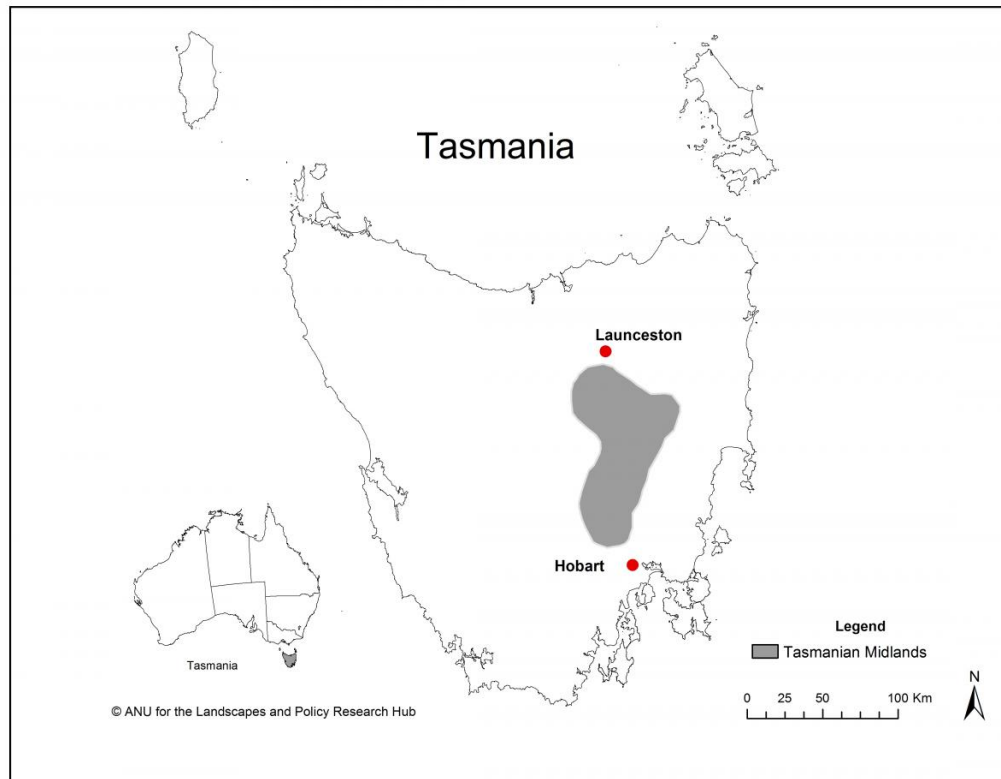 Tasmania
Launceston
Hobart
Tasmania
Legend
Tasmanian Midlands
N
0 25 50 100 Km
© ANU for the Landscapes and Policy Research Hub